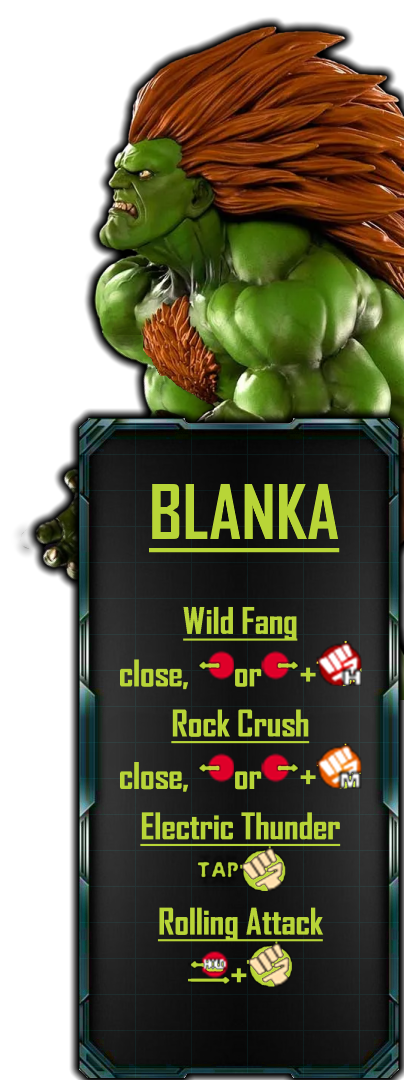 BLANKA
Wild Fang
close, or + H
Rock Crush
close, or + M
Electric Thunder
TAP
Rolling Attack
+